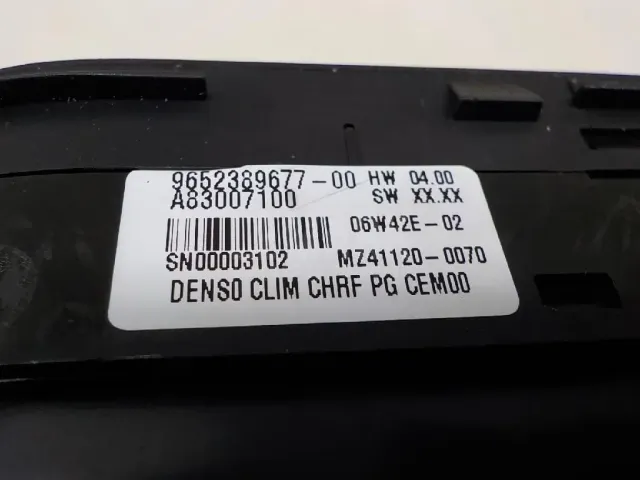 9652389677-00 HW 04.00
A83007100 SW XX.XX
06W42E-02
SN00003102 MZ41120-0070
DENSO CLIM CHRF PG CEM00